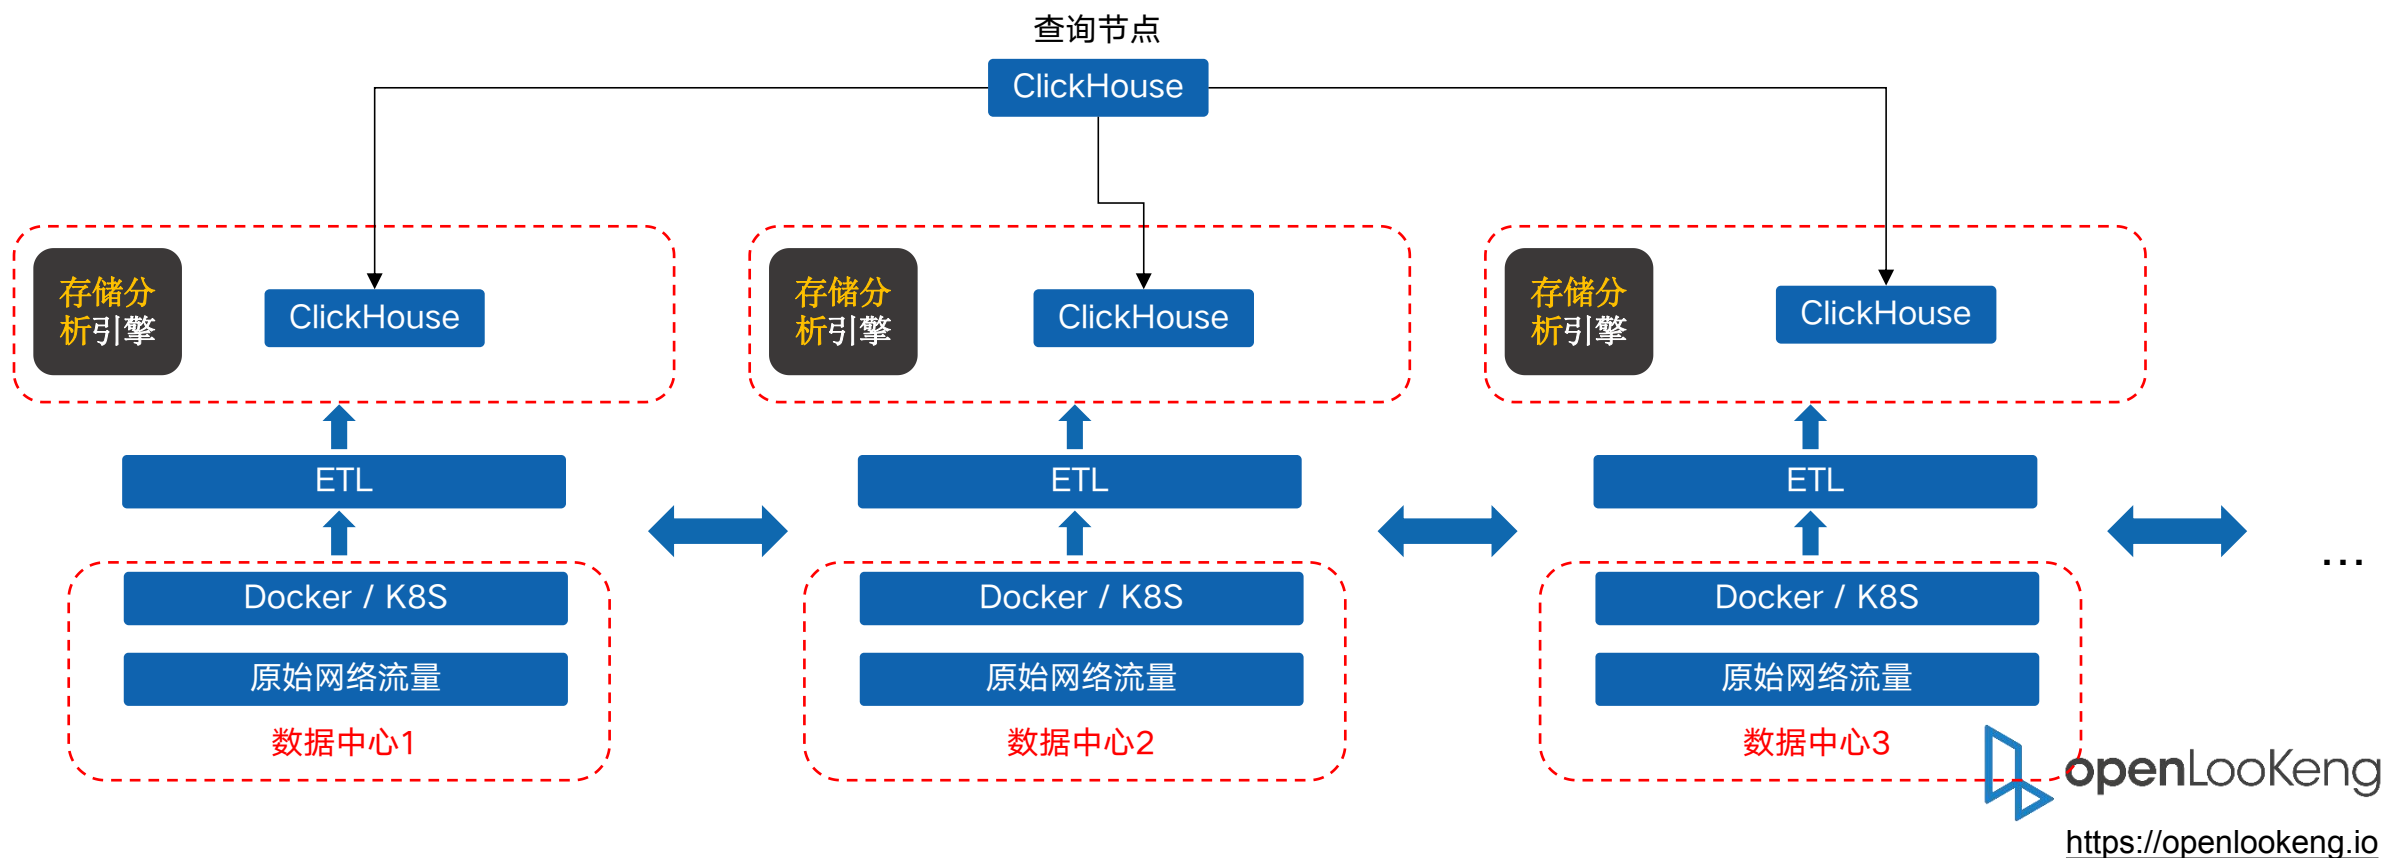 查询节点
ClickHouse
存储分
析引擎
ClickHouse
存储分
析引擎
ClickHouse
存储分
析引擎
ClickHouse
ETL
ETL
ETL
...
Docker / K8S
Docker / K8S
Docker / K8S
原始网络流量
原始网络流量
原始网络流量
数据中心1
数据中心2
数据中心3
openLooKeng
https://openlookeng.io